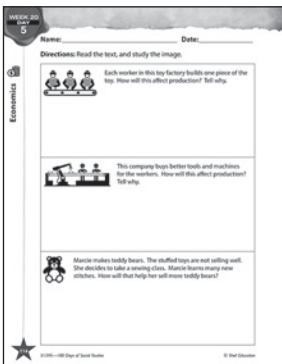 WEEK 20
DAY
5
Name: Date:
Directions: Read the text, and study the image.
Economics
Each worker in this toy factory builds one piece of the
toy. How will this affect production? Tell why.
This company buys better tools and machines
for the workers. How will this affect production?
Tell why.
Marcie makes teddy bears. The stuffed toys are not selling well.
She decides to take a sewing class. Marcie learns many new
stitches. How will that help her sell more teddy bears?
180 Days of Social Studies
© Shell Education